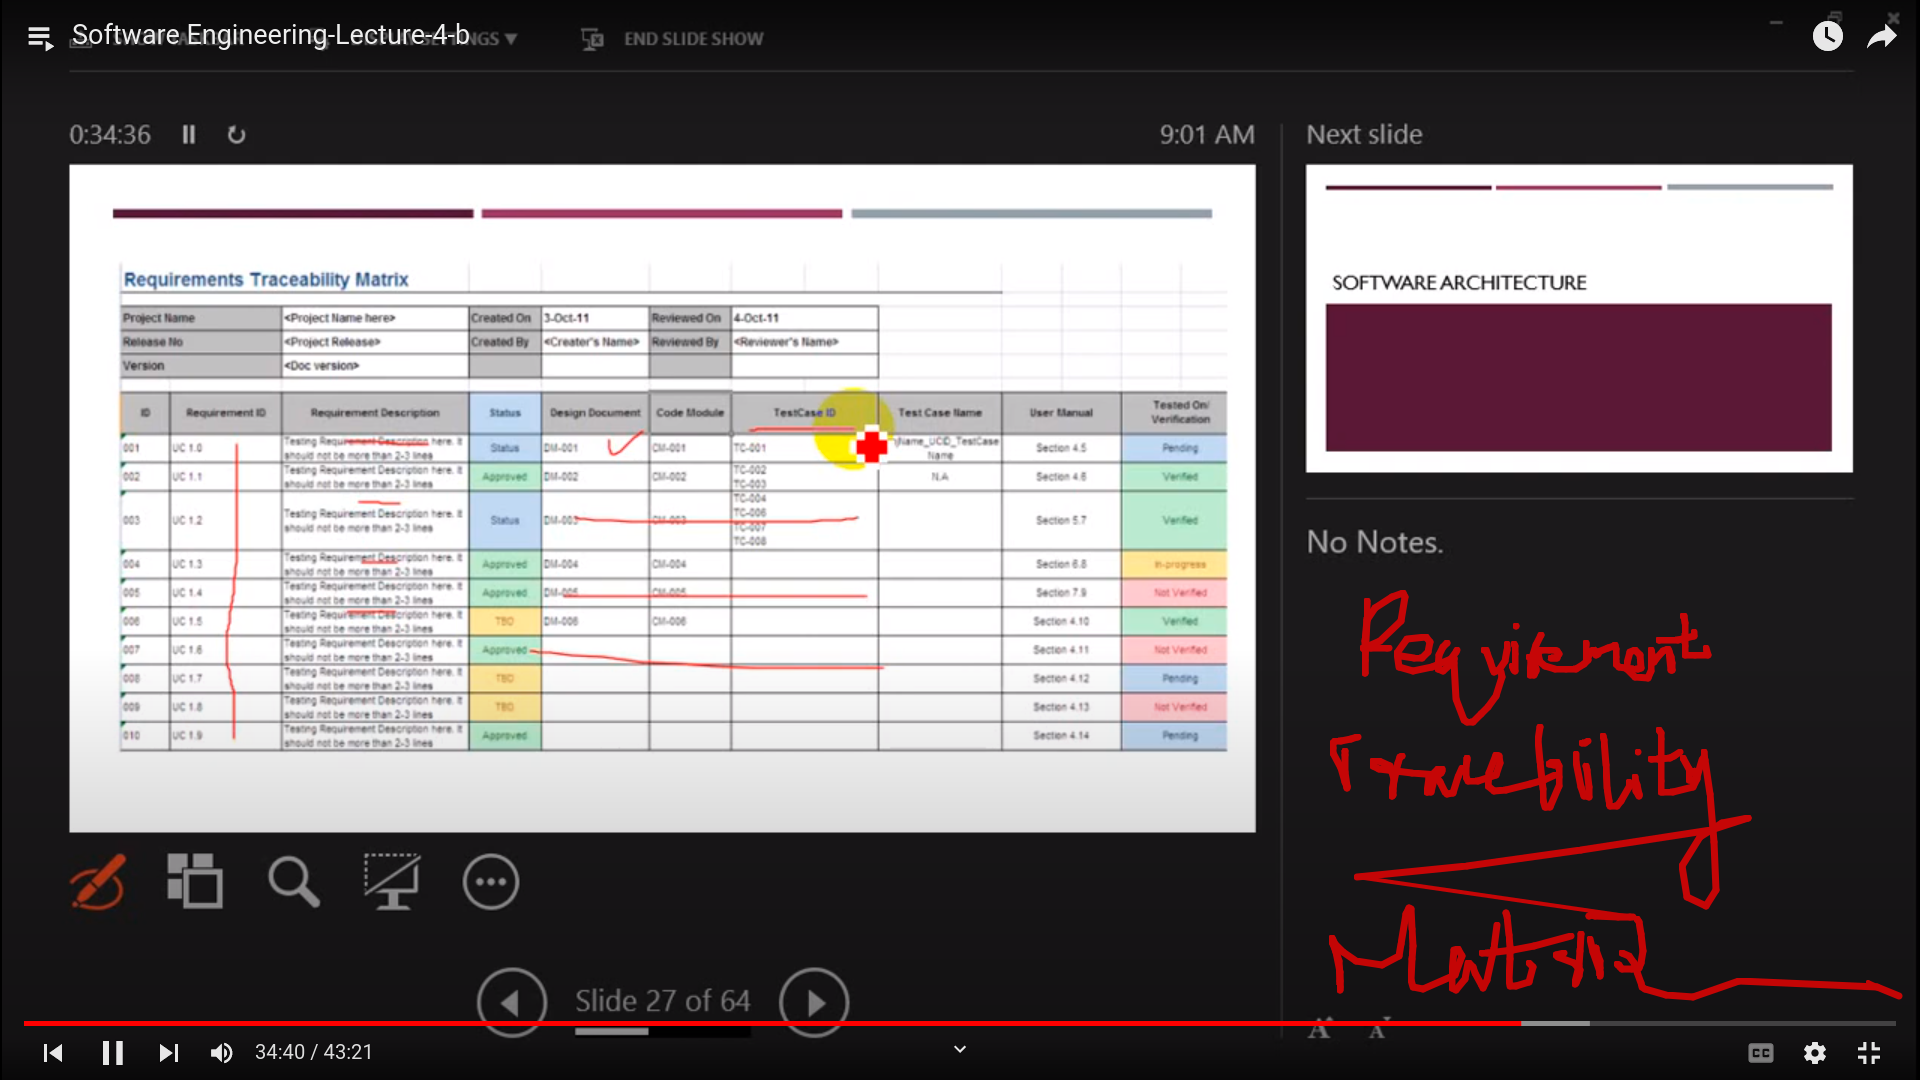 Software Engineering-Lecture-4-b
END SLIDE SHOW
0:34:36
9:01 AM
Next slide
Requirements Traceability Matrix
Project Name <Project Name here> Created On 3-Oct-11 Reviewed On 4-Oct-11
Release No <Project Release> Created By <Creater's Name> Reviewed By <Reviewer's Name>
Version <Doc version>
ID Requirement ID Requirement Description Status Design Document Code Module TestCase ID Test Case Name User Manual Tested On/
Verification
001 UC 1.0 Testing Requirement Description here. It
should not be more than 2-3 lines Status DM-001 CM-001 TC-001 Name_UCID_TestCase
Name Section 4.5 Pending
002 UC 1.1 Testing Requirement Description here. It
should not be more than 2-3 lines Approved DM-002 CM-002 TC-002
TC-003 N.A Section 4.6 Verified
003 UC 1.2 Testing Requirement Description here. It
should not be more than 2-3 lines Status DM-003 CM-003 TC-004
TC-006
TC-007
TC-008 Section 5.7 Verified
004 UC 1.3 Testing Requirement Description here. It
should not be more than 2-3 lines Approved DM-004 CM-004 Section 6.8 In-progress
005 UC 1.4 Testing Requirement Description here. It
should not be more than 2-3 lines Approved DM-005 CM-005 Section 7.9 Not Verified
006 UC 1.5 Testing Requirement Description here. It
should not be more than 2-3 lines TBD DM-006 CM-006 Section 4.10 Verified
007 UC 1.6 Testing Requirement Description here. It
should not be more than 2-3 lines Approved Section 4.11 Not Verified
008 UC 1.7 Testing Requirement Description here. It
should not be more than 2-3 lines TBD Section 4.12 Pending
009 UC 1.8 Testing Requirement Description here. It
should not be more than 2-3 lines TBD Section 4.13 Not Verified
010 UC 1.9 Testing Requirement Description here. It
should not be more than 2-3 lines Approved Section 4.14 Pending
SOFTWARE ARCHITECTURE
No Notes.
Requirement
Slide 27 of 64
34:40 / 43:21
CC